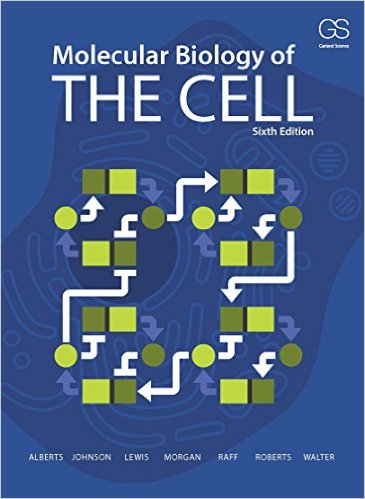 GS
Garland Science
Molecular Biology of
THE CELL
Sixth Edition
ALBERTS JOHNSON LEWIS MORGAN RAFF ROBERTS WALTER